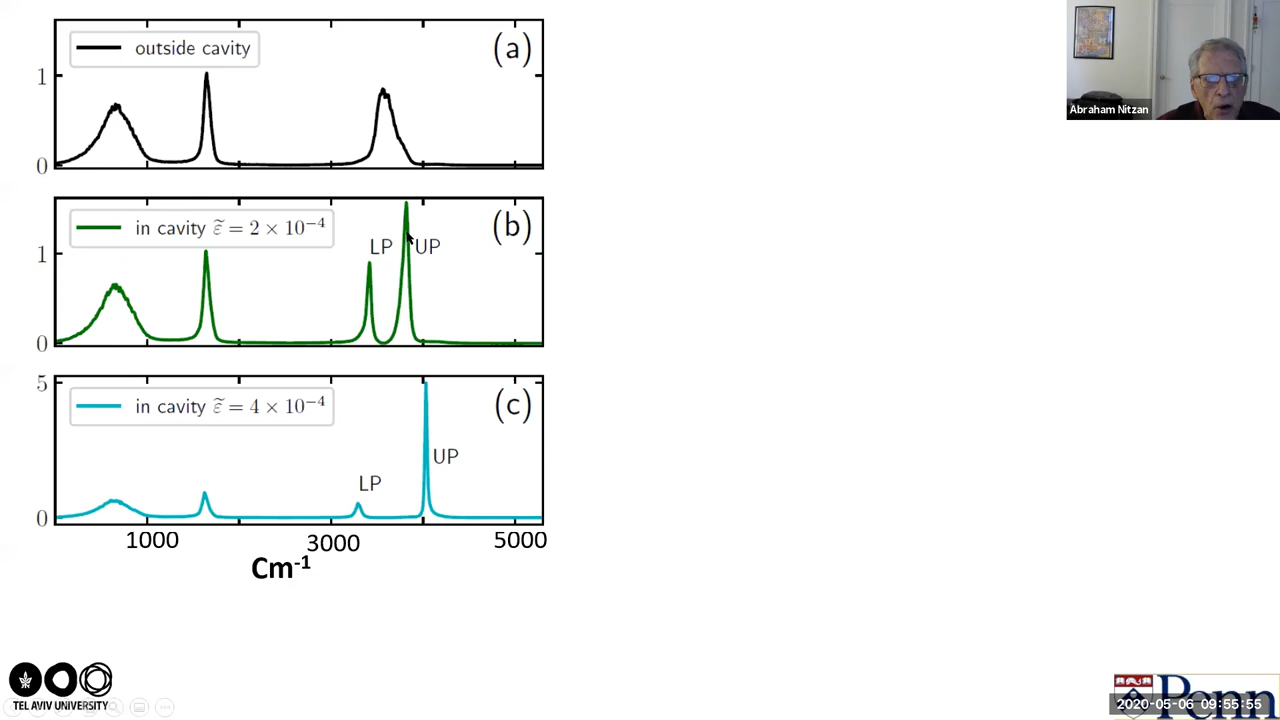 outside cavity
(a)
1
0
in cavity ε̃ = 2 × 10⁻⁴
(b)
LP
UP
1
0
in cavity ε̃ = 4 × 10⁻⁴
(c)
5
UP
LP
0
1000
3000
5000
Cm⁻¹
Abraham Nitzan
TEL AVIV UNIVERSITY
Penn
2020-05-06 09:55:55